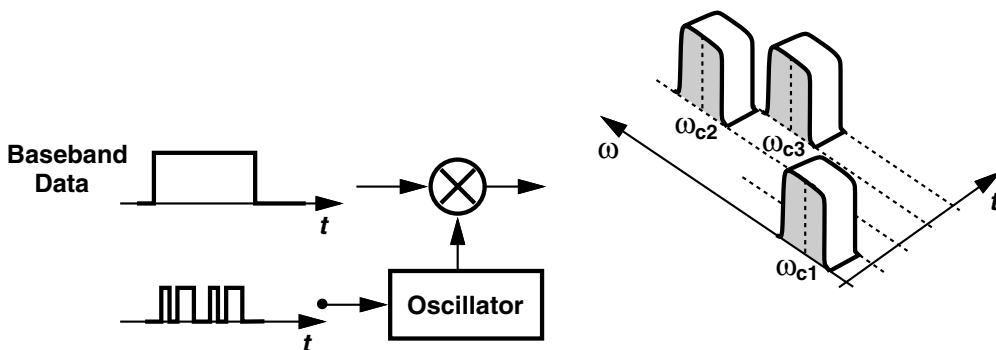 Baseband
Data
t
t
Oscillator
ωc2
ωc3
ω
ωc1
t